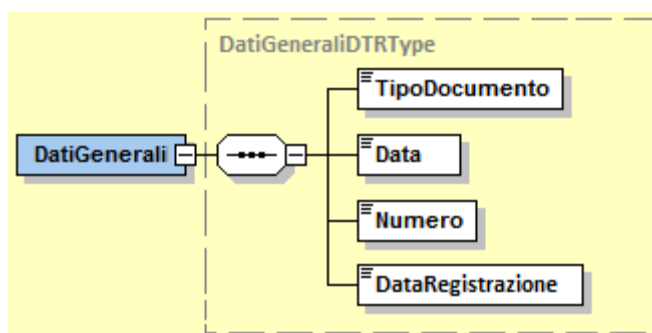 DatiGeneraliDTRType
TipoDocumento
DatiGenerali
Data
Numero
DataRegistrazione